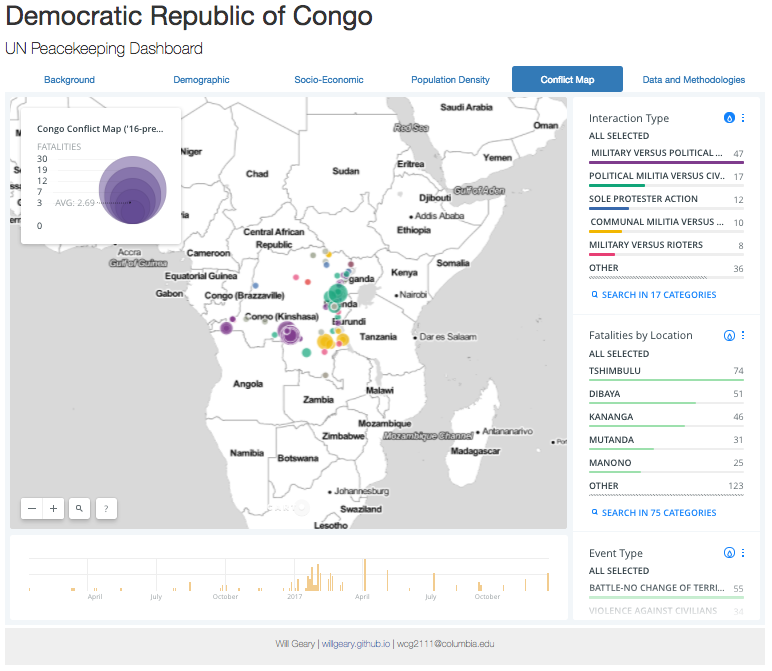 Democratic Republic of Congo
UN Peacekeeping Dashboard
Background
Demographic
Socio-Economic
Population Density
Conflict Map
Data and Methodologies
Congo Conflict Map ('16-pre...
FATALITIES
30
19
12
7
3
AVG: 2.69
0
Saudi Arabia
Red Sea
Oman
Niger
Chad
Sudan
Eritrea
Yemen
Djibouti
Gulf of Aden
Addis Ababa
Ethiopia
Central African
Republic
Accra
Gulf of Guinea
Cameroon
Somalia
Equatorial Guinea
Kenya
Gabon
Congo (Brazzaville)
Nairobi
Congo (Kinshasa)
Burundi
Tanzania
Dar es Salaam
Angola
Zambia
Malawi
Mozambique
Zimbabwe
Mozambique Channel
Antananarivo
Namibia
Botswana
Madagascar
Johannesburg
Swaziland
Lesotho
− + ?
April
July
October
2017
April
July
October
Interaction Type
ALL SELECTED
MILITARY VERSUS POLITICAL ... 47
POLITICAL MILITIA VERSUS CIV... 17
SOLE PROTESTER ACTION 12
COMMUNAL MILITIA VERSUS ... 10
MILITARY VERSUS RIOTERS 8
OTHER 36
SEARCH IN 17 CATEGORIES
Fatalities by Location
ALL SELECTED
TSHIMBULU 74
DIBAYA 51
KANANGA 46
MUTANDA 31
MANONO 25
OTHER 123
SEARCH IN 75 CATEGORIES
Event Type
ALL SELECTED
BATTLE-NO CHANGE OF TERRI... 55
VIOLENCE AGAINST CIVILIANS 34
Will Geary | willgeary.github.io | wcg2111@columbia.edu